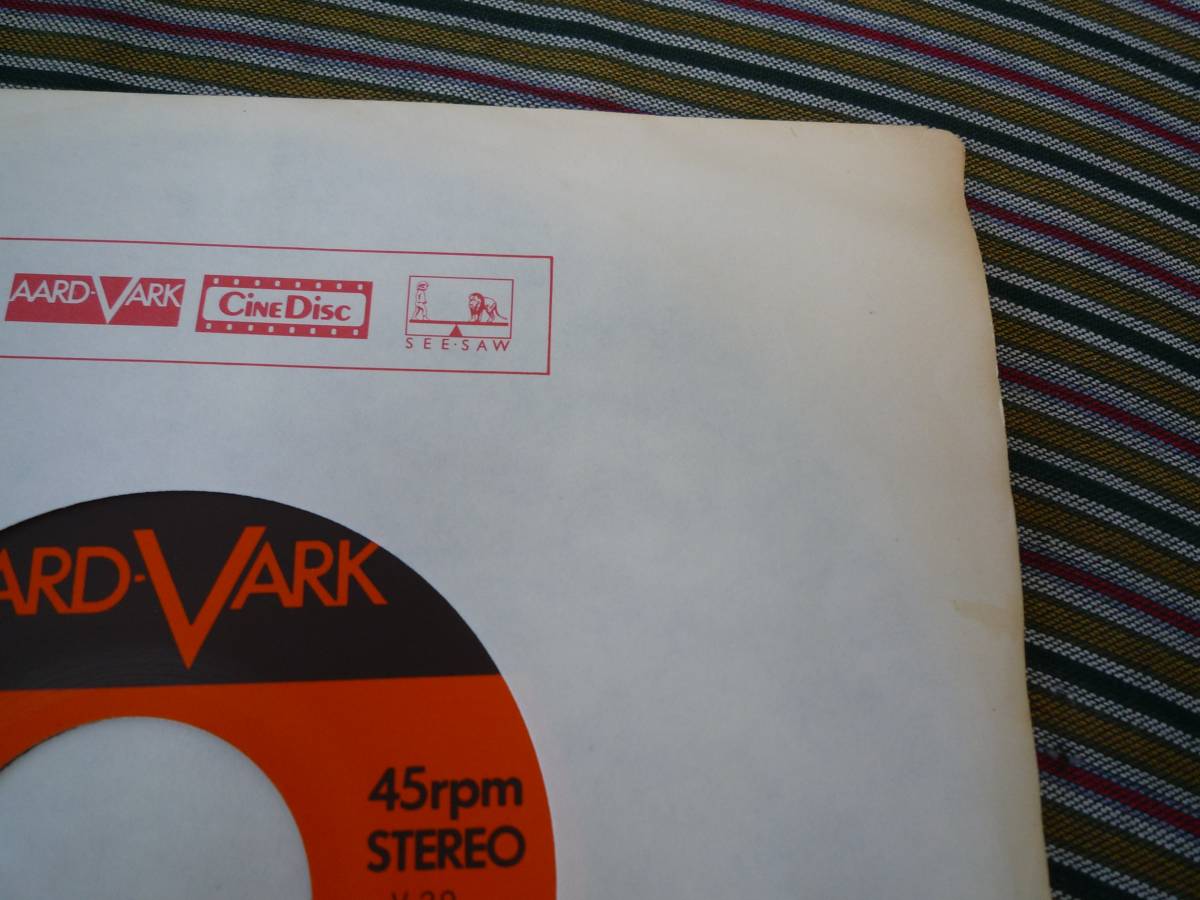 AARD-VARK
CINEDISC
SEE·SAW
ARD-VARK
45rpm
STEREO